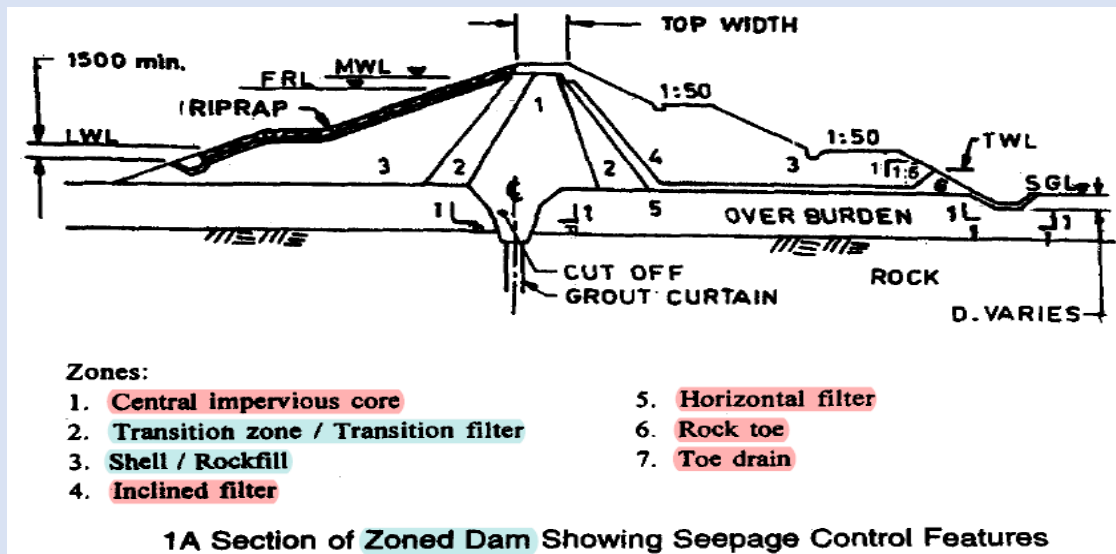 TOP WIDTH
1500 min.
MWL
FRL
RIPRAP
LWL
1
1:50
1:50
TWL
3
2
2
4
3
1
1:5
6
SGL
℄
1
1
5
OVER BURDEN
1
1
CUT OFF
GROUT CURTAIN
ROCK
D. VARIES
Zones:
1. Central impervious core
2. Transition zone / Transition filter
3. Shell / Rockfill
4. Inclined filter
5. Horizontal filter
6. Rock toe
7. Toe drain
1A Section of Zoned Dam Showing Seepage Control Features